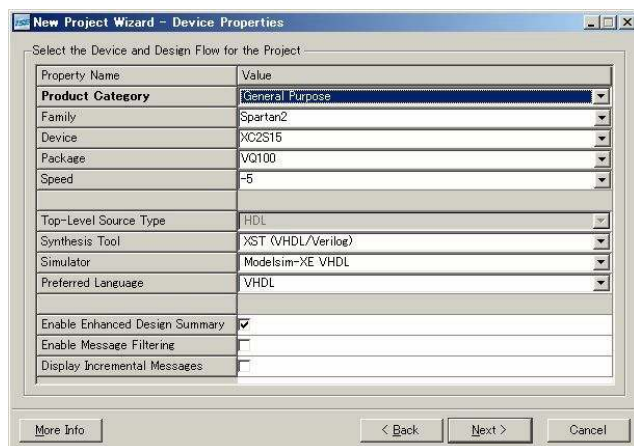 New Project Wizard - Device Properties
Select the Device and Design Flow for the Project
Property Name Value
Product Category General Purpose
Family Spartan2
Device XC2S15
Package VQ100
Speed -5
Top-Level Source Type HDL
Synthesis Tool XST (VHDL/Verilog)
Simulator Modelsim-XE VHDL
Preferred Language VHDL
Enable Enhanced Design Summary
Enable Message Filtering
Display Incremental Messages
More Info < Back Next > Cancel